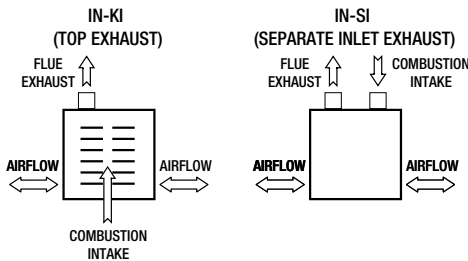 IN-KI
(TOP EXHAUST)
FLUE
EXHAUST
AIRFLOW
AIRFLOW
COMBUSTION
INTAKE
IN-SI
(SEPARATE INLET EXHAUST)
FLUE
EXHAUST
COMBUSTION
INTAKE
AIRFLOW
AIRFLOW